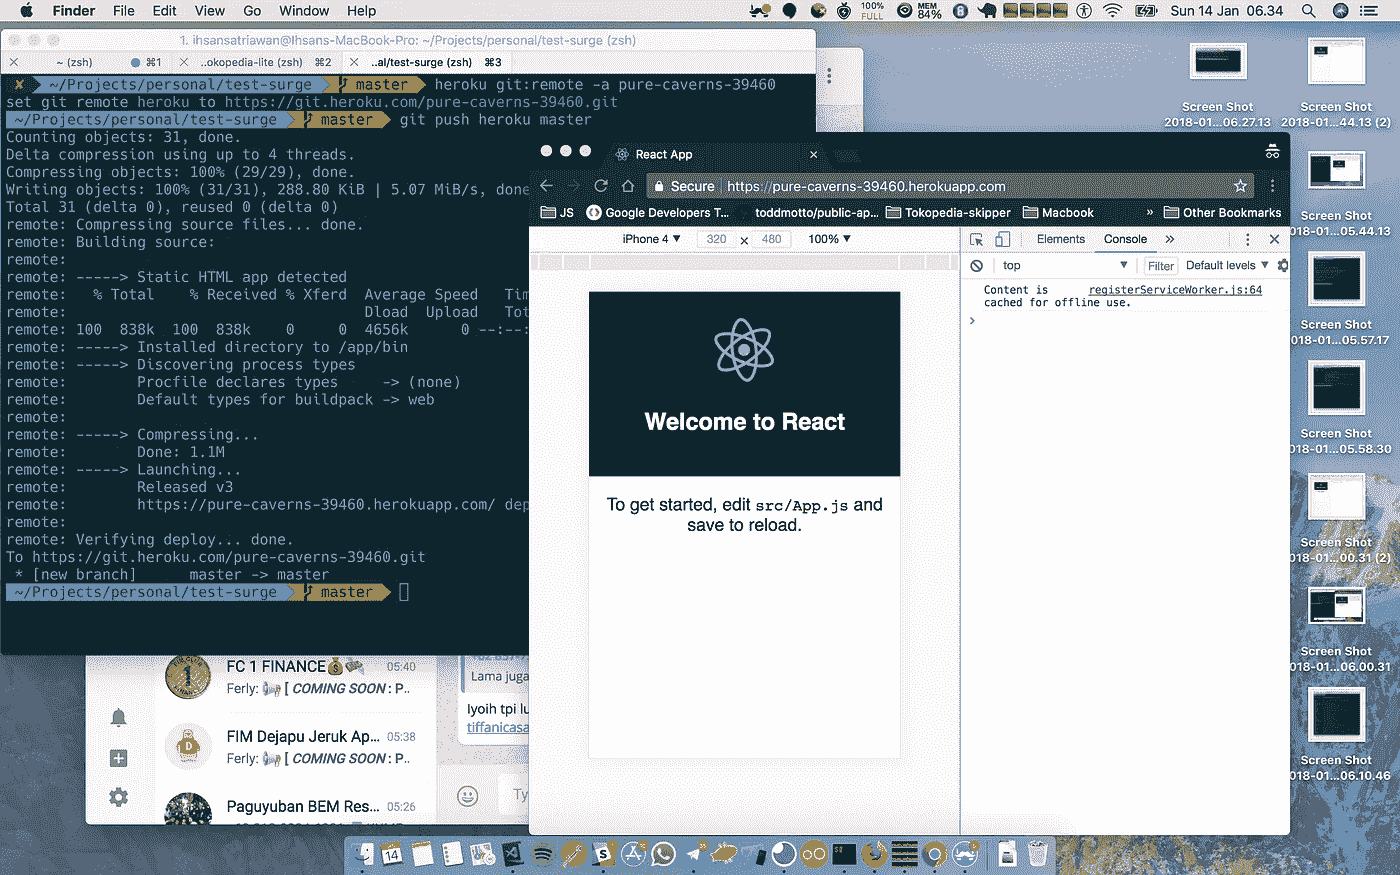 Finder File Edit View Go Window Help 100% FULL MEM 84% Sun 14 Jan 06.34
1. ihsansatriawan@Ihsans-MacBook-Pro: ~/Projects/personal/test-surge (zsh)
~ (zsh) ⌘1 ..okopedia-lite (zsh) ⌘2 ..al/test-surge (zsh) ⌘3
~/Projects/personal/test-surge master heroku git:remote -a pure-caverns-39460
set git remote heroku to https://git.heroku.com/pure-caverns-39460.git
~/Projects/personal/test-surge master git push heroku master
Counting objects: 31, done.
Delta compression using up to 4 threads.
Compressing objects: 100% (29/29), done.
Writing objects: 100% (31/31), 288.80 KiB | 5.07 MiB/s, done
Total 31 (delta 0), reused 0 (delta 0)
remote: Compressing source files... done.
remote: Building source:
remote:
remote: -----> Static HTML app detected
remote: % Total % Received % Xferd Average Speed Tim
remote: Dload Upload Tot
remote: 100 838k 100 838k 0 0 4656k 0 --:--:
remote: -----> Installed directory to /app/bin
remote: -----> Discovering process types
remote: Procfile declares types -> (none)
remote: Default types for buildpack -> web
remote:
remote: -----> Compressing...
remote: Done: 1.1M
remote: -----> Launching...
remote: Released v3
remote: https://pure-caverns-39460.herokuapp.com/ dep
remote:
remote: Verifying deploy... done.
To https://git.heroku.com/pure-caverns-39460.git
* [new branch] master -> master
~/Projects/personal/test-surge master
React App
Secure https://pure-caverns-39460.herokuapp.com
JS Google Developers T... toddmotto/public-ap... Tokopedia-skipper Macbook » Other Bookmarks
iPhone 4 ▼ 320 × 480 100% ▼
Elements Console »
top ▼ Filter Default levels ▼
Content is registerServiceWorker.js:64
cached for offline use.
Welcome to React
To get started, edit src/App.js and
save to reload.
FC 1 FINANCE 05:40
Ferly: [ COMING SOON : P..
FIM Dejapu Jeruk Ap... 05:38
Ferly: [ COMING SOON : P..
Paguyuban BEM Res... 05:26
Lama juga
Iyoih tpi lu
tiffanicasa
Ty
Screen Shot
2018-01...06.27.13
Screen Shot
2018-01...44.13 (2)
Screen Shot
018-01...05.44.13
Screen Shot
018-01...05.57.17
Screen Shot
018-01...05.58.30
Screen Shot
018-01...00.31 (2)
Screen Shot
018-01...06.00.31
Screen Shot
018-01...06.10.46
14